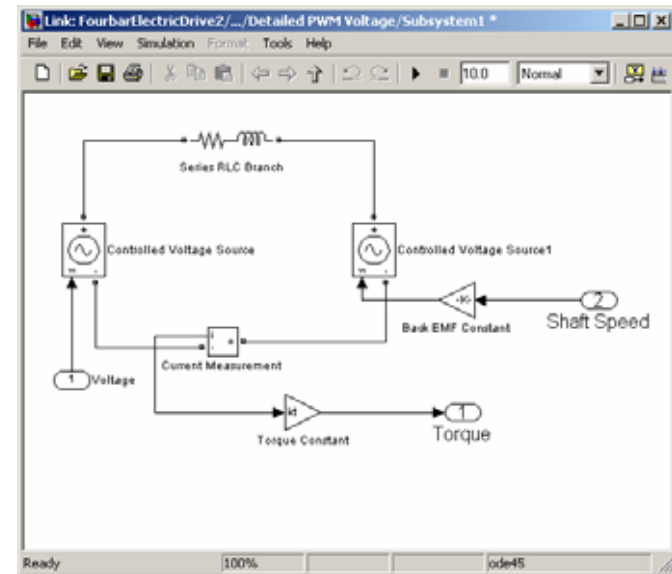 Link: FourbarElectricDrive2/.../Detailed PWM Voltage/Subsystem1 *
File Edit View Simulation Format Tools Help
10.0 Normal
Series RLC Branch
Controlled Voltage Source
Controlled Voltage Source1
Back EMF Constant
2
Shaft Speed
Current Measurement
1
Voltage
kt
Torque Constant
1
Torque
Ready 100% ode45